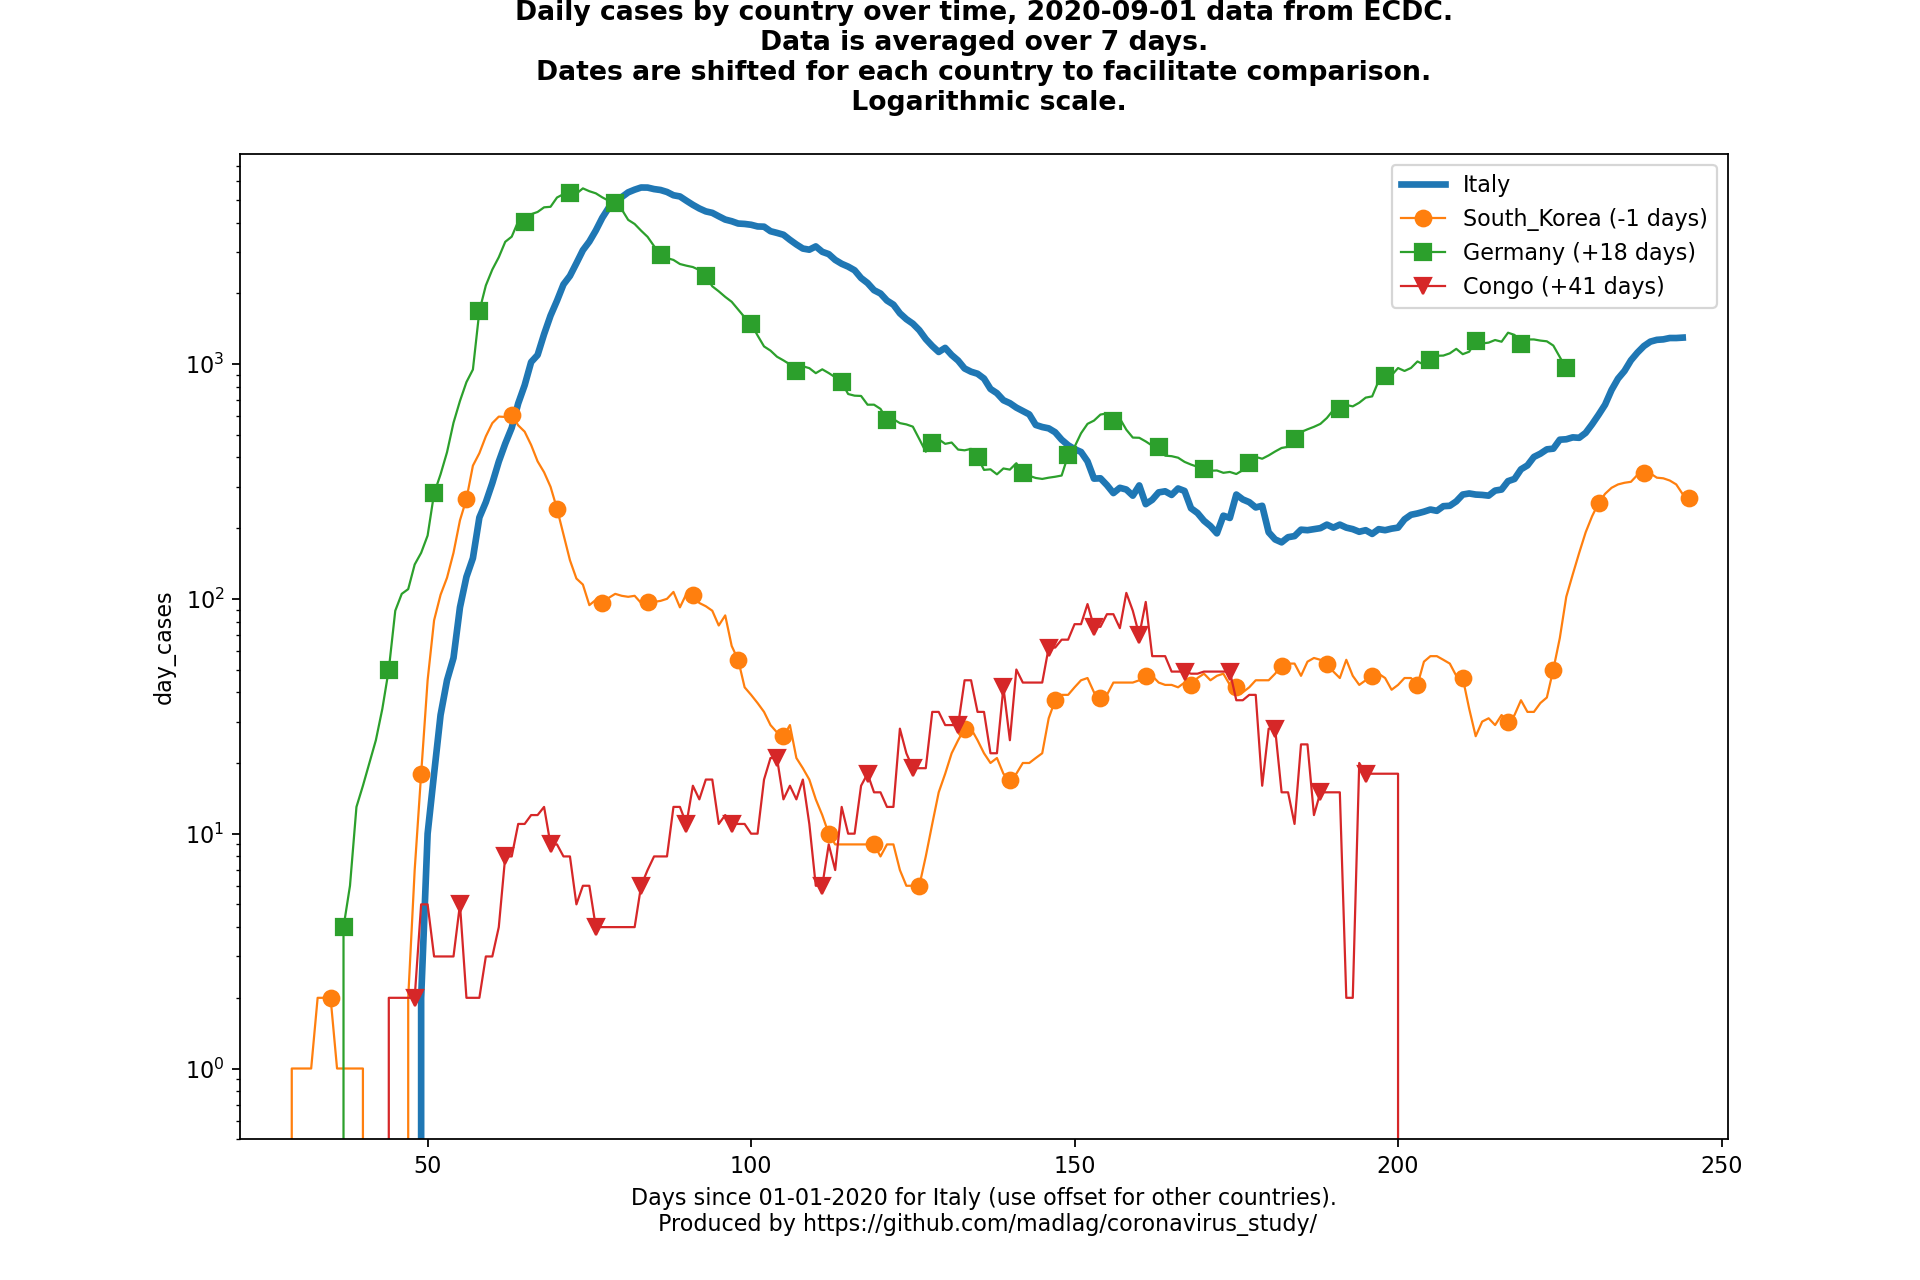 Daily cases by country over time, 2020-09-01 data from ECDC.
Data is averaged over 7 days.
Dates are shifted for each country to facilitate comparison.
Logarithmic scale.
Italy
South_Korea (-1 days)
Germany (+18 days)
Congo (+41 days)
day_cases
10³
10²
10¹
10⁰
50
100
150
200
250
Days since 01-01-2020 for Italy (use offset for other countries).
Produced by https://github.com/madlag/coronavirus_study/